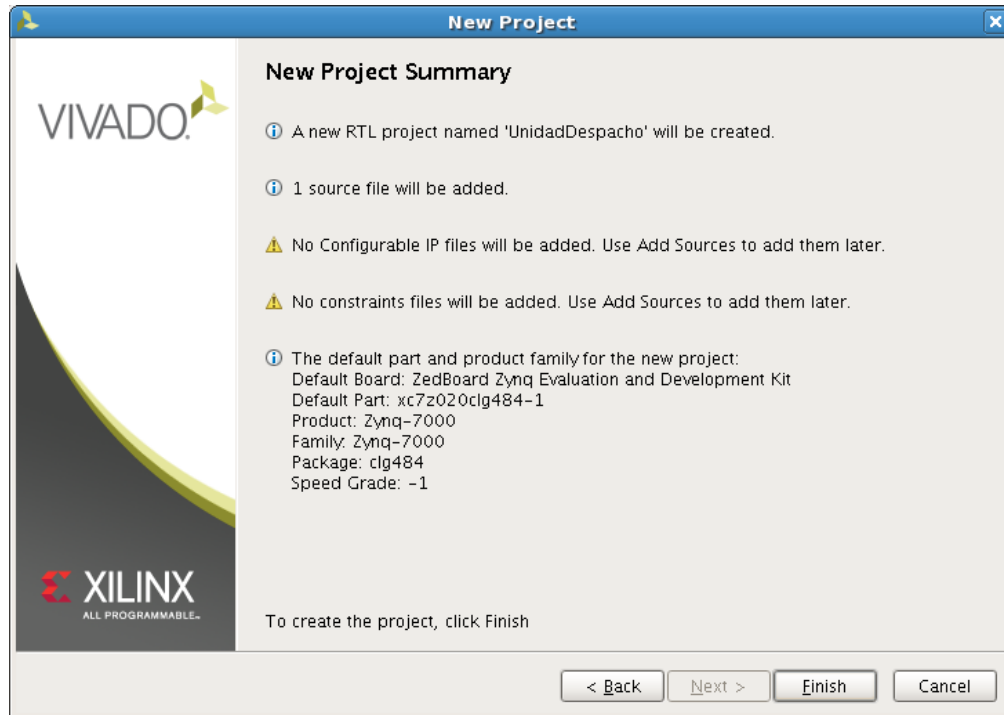 New Project
VIVADO.
New Project Summary
A new RTL project named 'UnidadDespacho' will be created.
1 source file will be added.
No Configurable IP files will be added. Use Add Sources to add them later.
No constraints files will be added. Use Add Sources to add them later.
The default part and product family for the new project:
Default Board: ZedBoard Zynq Evaluation and Development Kit
Default Part: xc7z020clg484-1
Product: Zynq-7000
Family: Zynq-7000
Package: clg484
Speed Grade: -1
XILINX
ALL PROGRAMMABLE™
To create the project, click Finish
< Back
Next >
Finish
Cancel